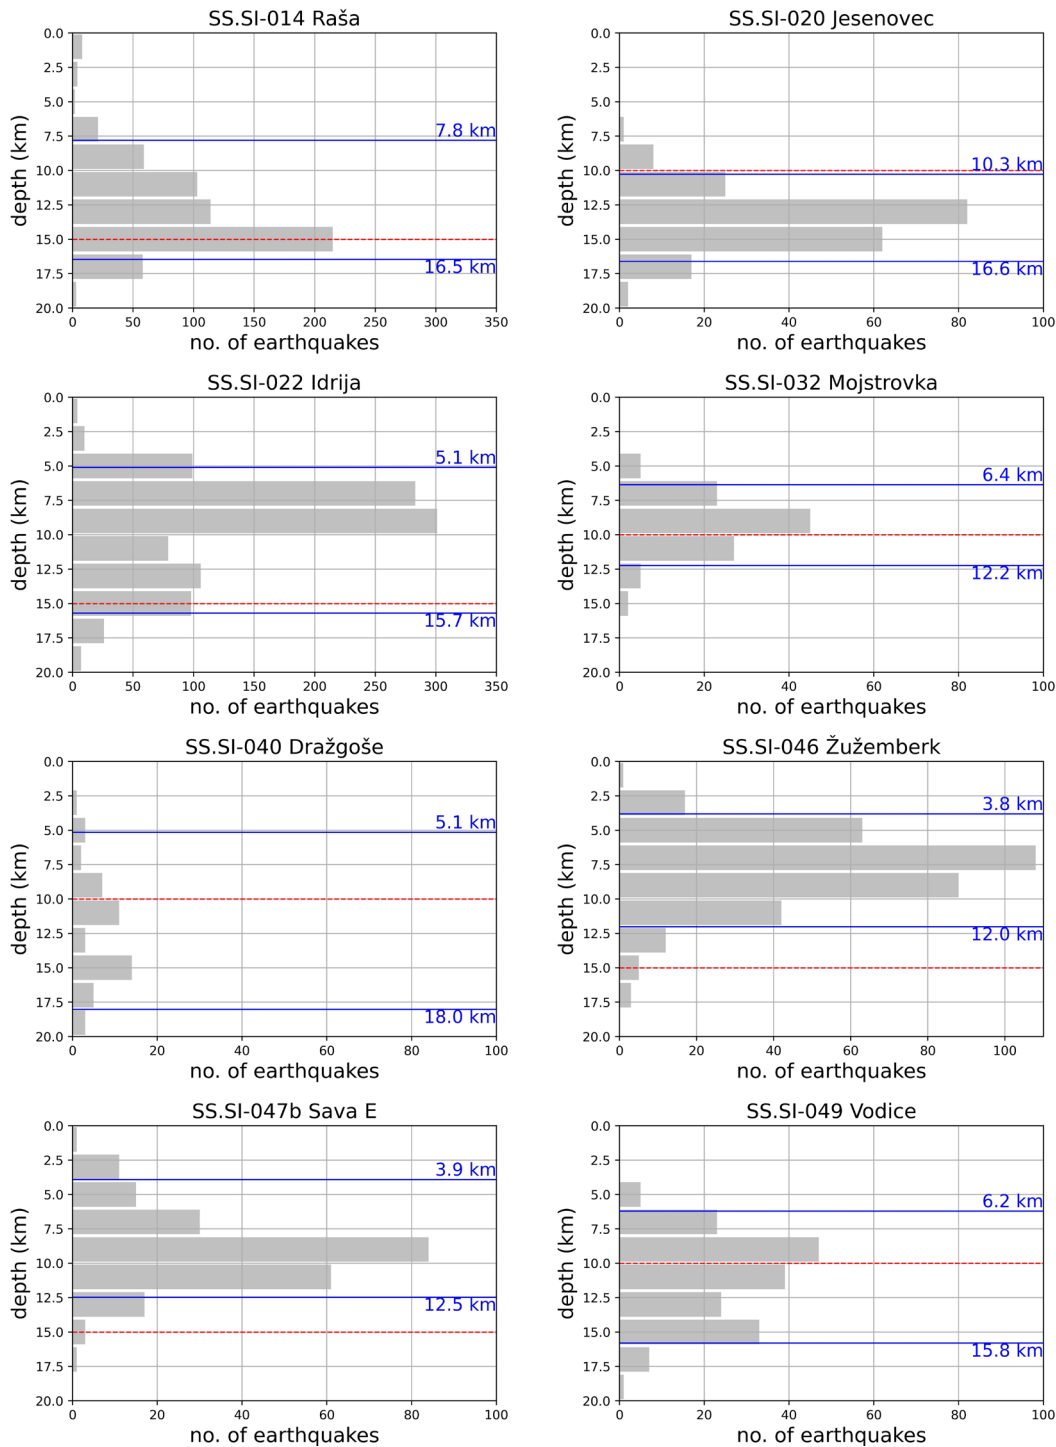 SS.SI-014 Raša
0.0
2.5
5.0
7.5
10.0
12.5
15.0
17.5
20.0
depth (km)
7.8 km
16.5 km
0 50 100 150 200 250 300 350
no. of earthquakes
SS.SI-020 Jesenovec
0.0
2.5
5.0
7.5
10.0
12.5
15.0
17.5
20.0
depth (km)
10.3 km
16.6 km
0 20 40 60 80 100
no. of earthquakes
SS.SI-022 Idrija
0.0
2.5
5.0
7.5
10.0
12.5
15.0
17.5
20.0
depth (km)
5.1 km
15.7 km
0 50 100 150 200 250 300 350
no. of earthquakes
SS.SI-032 Mojstrovka
0.0
2.5
5.0
7.5
10.0
12.5
15.0
17.5
20.0
depth (km)
6.4 km
12.2 km
0 20 40 60 80 100
no. of earthquakes
SS.SI-040 Dražgoše
0.0
2.5
5.0
7.5
10.0
12.5
15.0
17.5
20.0
depth (km)
5.1 km
18.0 km
0 20 40 60 80 100
no. of earthquakes
SS.SI-046 Žužemberk
0.0
2.5
5.0
7.5
10.0
12.5
15.0
17.5
20.0
depth (km)
3.8 km
12.0 km
0 20 40 60 80 100
no. of earthquakes
SS.SI-047b Sava E
0.0
2.5
5.0
7.5
10.0
12.5
15.0
17.5
20.0
depth (km)
3.9 km
12.5 km
0 20 40 60 80 100
no. of earthquakes
SS.SI-049 Vodice
0.0
2.5
5.0
7.5
10.0
12.5
15.0
17.5
20.0
depth (km)
6.2 km
15.8 km
0 20 40 60 80 100
no. of earthquakes